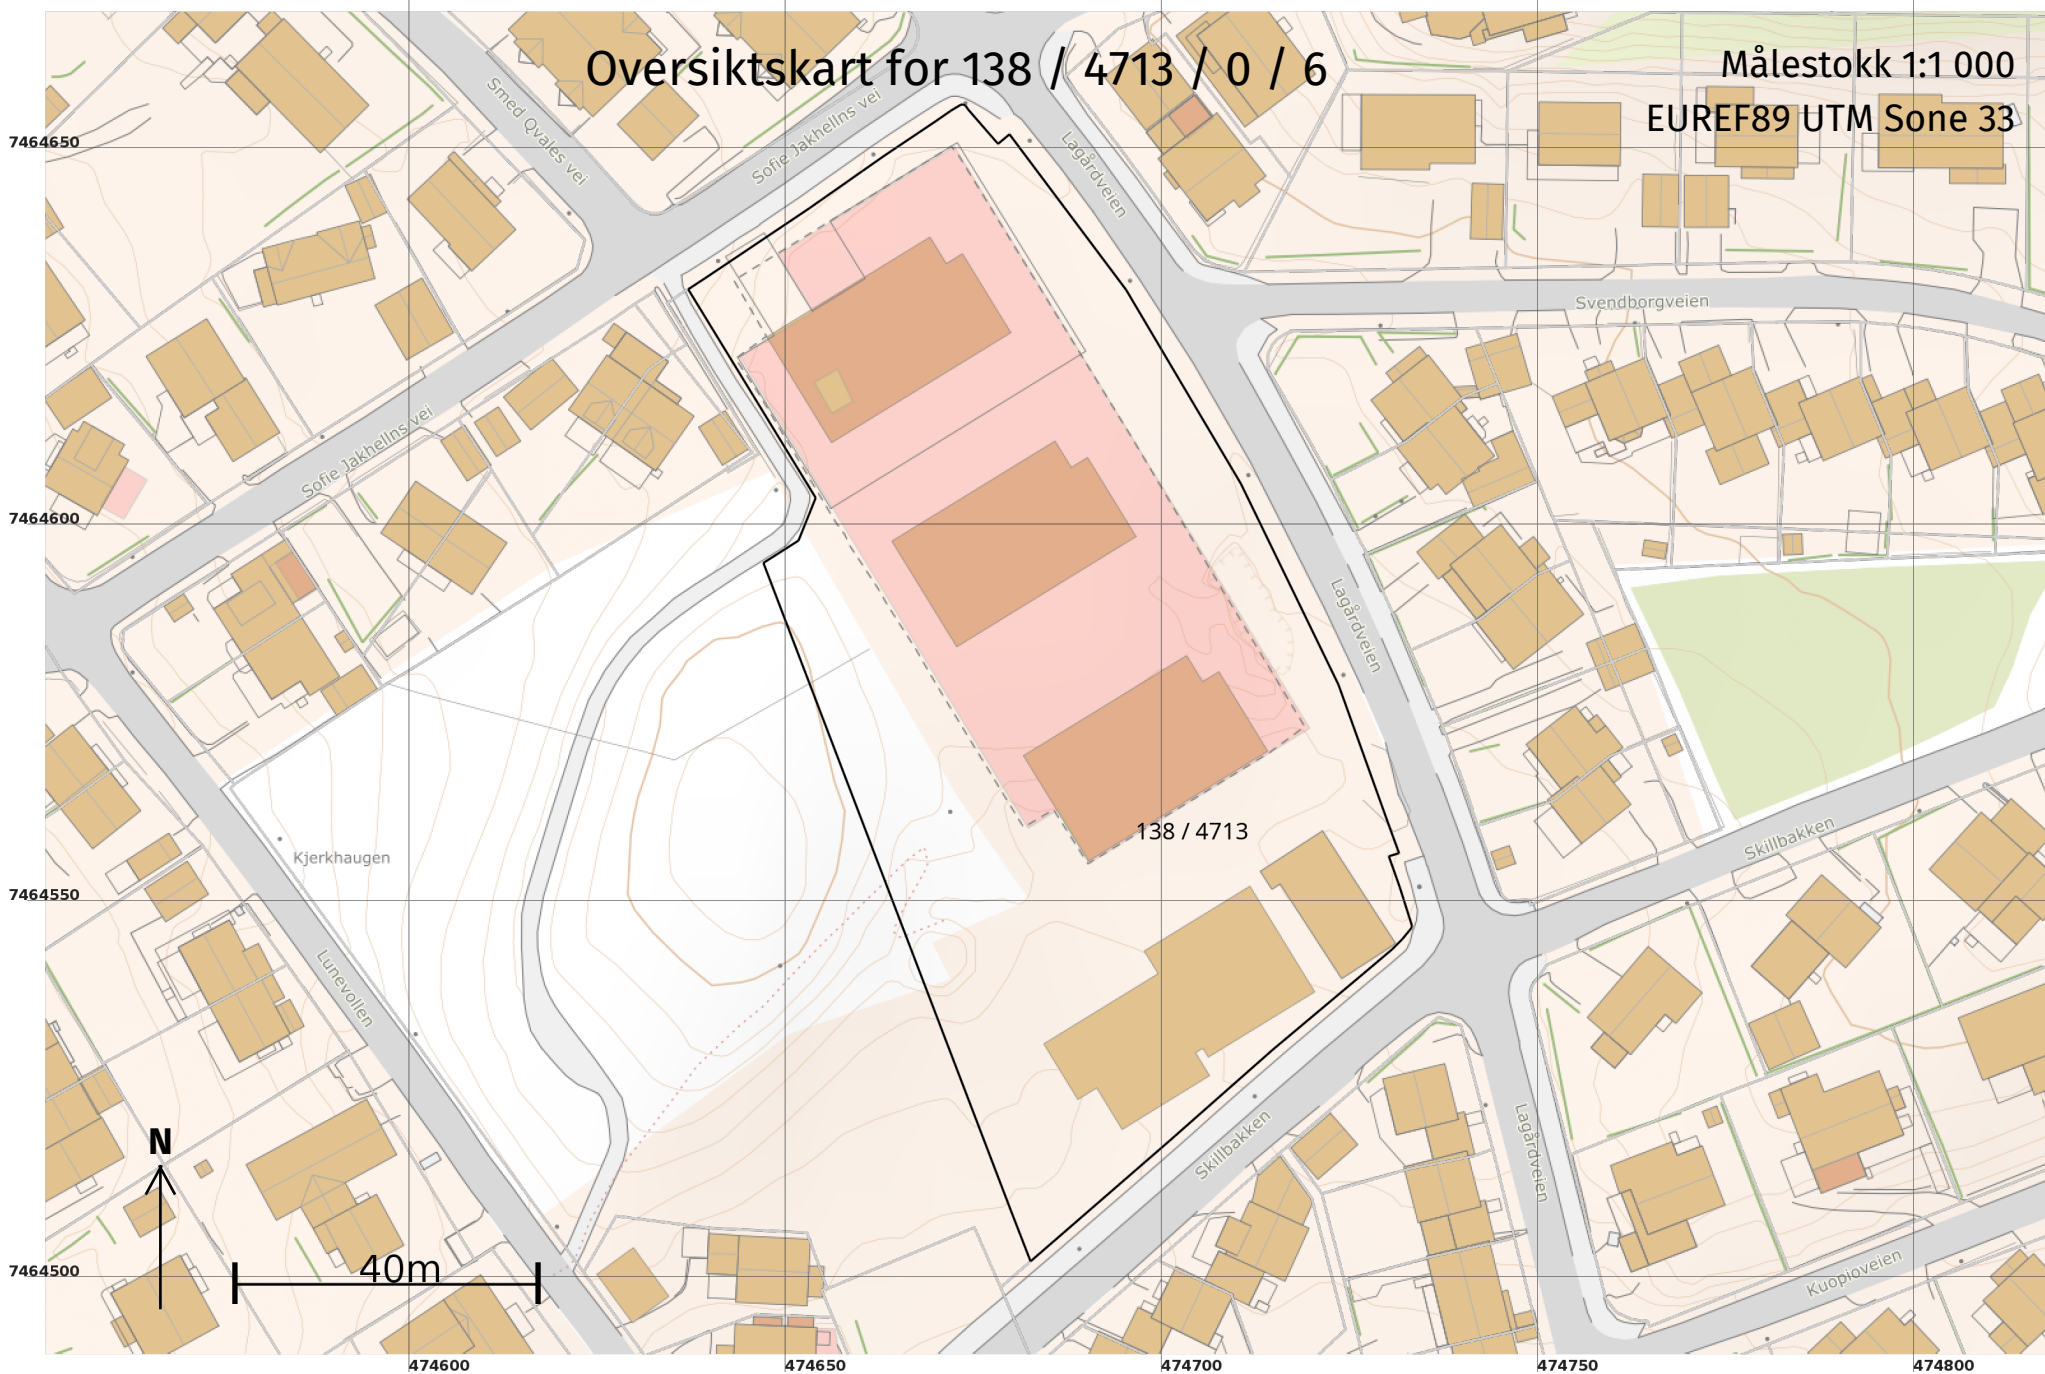 Oversiktskart for 138 / 4713 / 0 / 6
Målestokk 1:1 000
EUREF89 UTM Sone 33
Smed Qvales vei
Sofie Jakhellns vei
Lagårdveien
7464650
Svendborgveien
Sofie Jakhellns vei
7464600
Lagårdveien
138 / 4713
Skillbakken
Kjerkhaugen
7464550
Lunevollen
Skillbakken
Lagårdveien
N
40m
7464500
Kuopioveien
474600
474650
474700
474750
474800